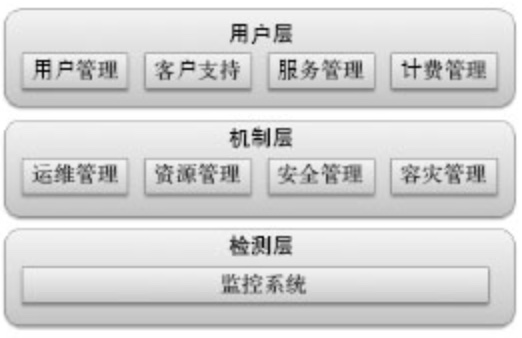 用户层
用户管理 客户支持 服务管理 计费管理
机制层
运维管理 资源管理 安全管理 容灾管理
检测层
监控系统